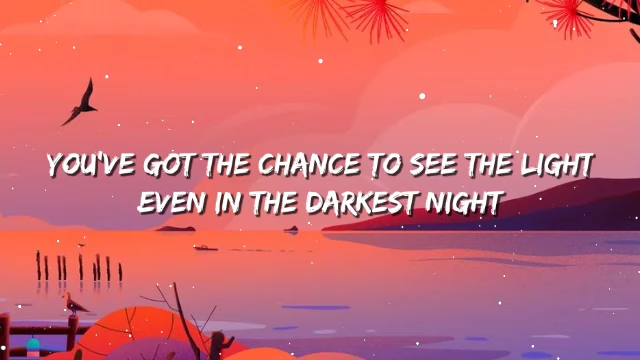 YOU'VE GOT THE CHANCE TO SEE THE LIGHT
EVEN IN THE DARKEST NIGHT